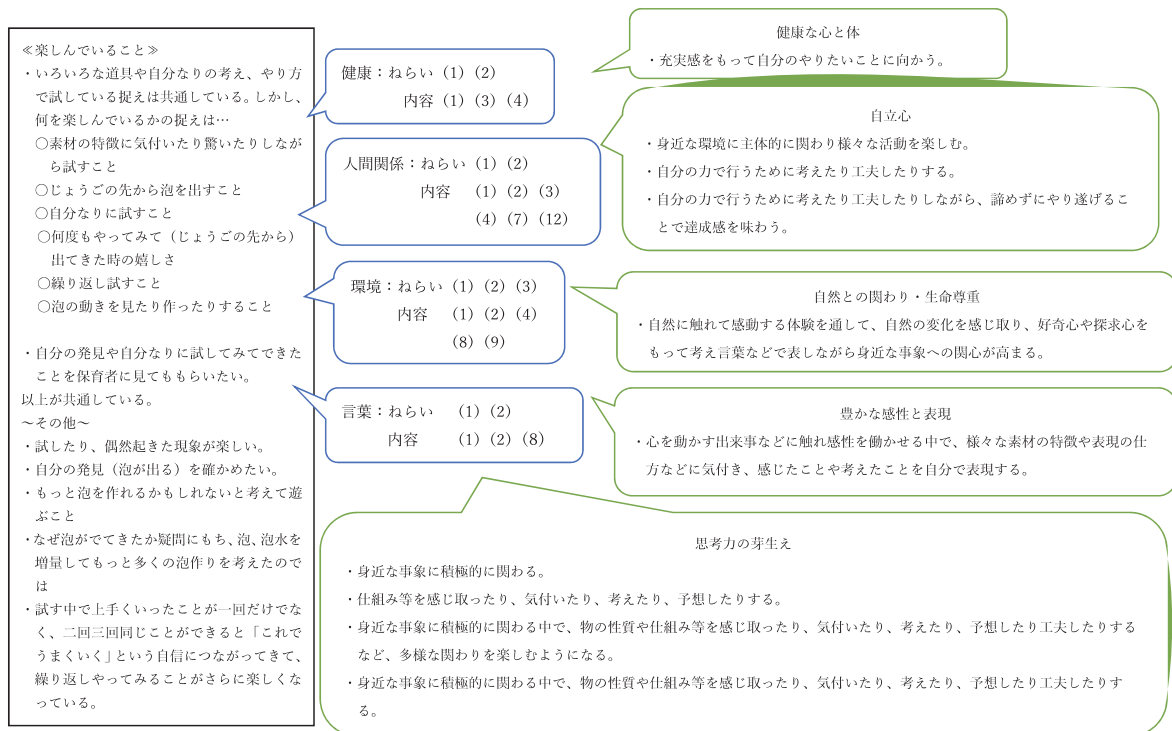 ≪楽しんでいること≫
・いろいろな道具や自分なりの考え、やり方
で試している捉えは共通している。しかし、
何を楽しんでいるかの捉えは…
〇素材の特徴に気付いたり驚いたりしなが
ら試すこと
〇じょうごの先から泡を出すこと
〇自分なりに試すこと
〇何度もやってみて（じょうごの先から）
出てきた時の嬉しさ
〇繰り返し試すこと
〇泡の動きを見たり作ったりすること
・自分の発見や自分なりに試してみてできた
ことを保育者に見てももらいたい。
以上が共通している。
～その他～
・試したり、偶然起きた現象が楽しい。
・自分の発見（泡が出る）を確かめたい。
・もっと泡を作れるかもしれないと考えて遊
ぶこと
・なぜ泡がでてきたか疑問にもち、泡、泡水を
増量してもっと多くの泡作りを考えたので
は
・試す中で上手くいったことが一回だけでな
く、二回三回同じことができると「これで
うまくいく」という自信につながってきて、
繰り返しやってみることがさらに楽しくな
っている。
健康：ねらい（1）（2）
内容（1）（3）（4）
人間関係：ねらい（1）（2）
内容　（1）（2）（3）
（4）（7）（12）
環境：ねらい（1）（2）（3）
内容　（1）（2）（4）
（8）（9）
言葉：ねらい　（1）（2）
内容　（1）（2）（8）
健康な心と体
・充実感をもって自分のやりたいことに向かう。
自立心
・身近な環境に主体的に関わり様々な活動を楽しむ。
・自分の力で行うために考えたり工夫したりする。
・自分の力で行うために考えたり工夫したりしながら、諦めずにやり遂げるこ
とで達成感を味わう。
自然との関わり・生命尊重
・自然に触れて感動する体験を通して、自然の変化を感じ取り、好奇心や探求心を
もって考え言葉などで表しながら身近な事象への関心が高まる。
豊かな感性と表現
・心を動かす出来事などに触れ感性を働かせる中で、様々な素材の特徴や表現の仕
方などに気付き、感じたことや考えたことを自分で表現する。
思考力の芽生え
・身近な事象に積極的に関わる。
・仕組み等を感じ取ったり、気付いたり、考えたり、予想したりする。
・身近な事象に積極的に関わる中で、物の性質や仕組み等を感じ取ったり、気付いたり、考えたり、予想したり工夫したりする
など、多様な関わりを楽しむようになる。
・身近な事象に積極的に関わる中で、物の性質や仕組み等を感じ取ったり、気付いたり、考えたり、予想したり工夫したりす
る。